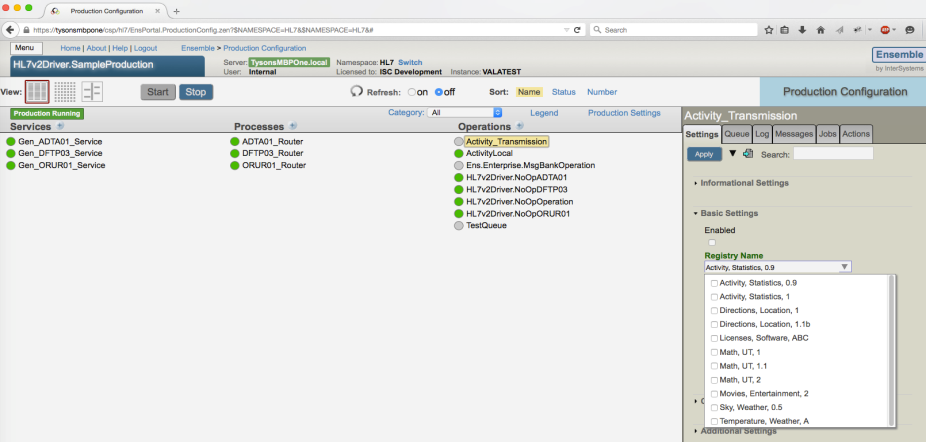 Production Configuration × +
https://tysonsmbpone/csp/hl7/EnsPortal.ProductionConfig.zen?$NAMESPACE=HL7&$NAMESPACE=HL7&# Search
Menu Home | About | Help | Logout Ensemble > Production Configuration
HL7v2Driver.SampleProduction Server: TysonsMBPOne.local Namespace: HL7 Switch Ensemble
User: Internal Licensed to: ISC Development Instance: VALATEST by InterSystems
View: Start Stop Refresh: on off Sort: Name Status Number Production Configuration
Production Running Category: All Legend Production Settings Activity_Transmission
Services Processes Operations Settings Queue Log Messages Jobs Actions
Gen_ADTA01_Service ADTA01_Router Activity_Transmission
Gen_DFTP03_Service DFTP03_Router ActivityLocal Apply Search:
Gen_ORUR01_Service ORUR01_Router Ens.Enterprise.MsgBankOperation
HL7v2Driver.NoOpADTA01 Informational Settings
HL7v2Driver.NoOpDFTP03
HL7v2Driver.NoOpOperation
HL7v2Driver.NoOpORUR01 Basic Settings
TestQueue
Enabled
Registry Name
Activity, Statistics, 0.9
Activity, Statistics, 0.9
Activity, Statistics, 1
Directions, Location, 1
Directions, Location, 1.1b
Licenses, Software, ABC
Math, UT, 1
Math, UT, 1.1
Math, UT, 2
Movies, Entertainment, 2
Sky, Weather, 0.5
Temperature, Weather, A
Additional Settings